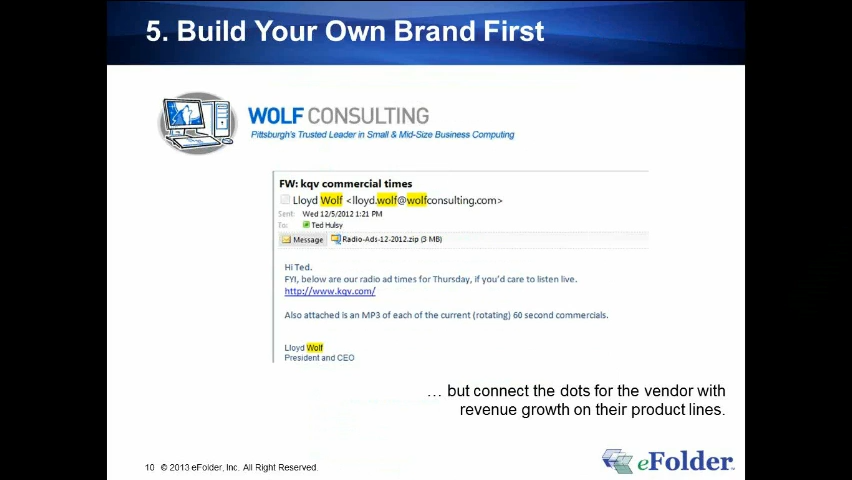 5. Build Your Own Brand First
WOLF CONSULTING
Pittsburgh's Trusted Leader in Small & Mid-Size Business Computing
FW: kqv commercial times
Lloyd Wolf <lloyd.wolf@wolfconsulting.com>
Sent: Wed 12/5/2012 1:21 PM
To: Ted Hulsy
Message Radio-Ads-12-2012.zip (3 MB)
Hi Ted.
FYI, below are our radio ad times for Thursday, if you'd care to listen live.
http://www.kqv.com/
Also attached is an MP3 of each of the current (rotating) 60 second commercials.
Lloyd Wolf
President and CEO
… but connect the dots for the vendor with
revenue growth on their product lines.
10 © 2013 eFolder, Inc. All Right Reserved.
eFolder